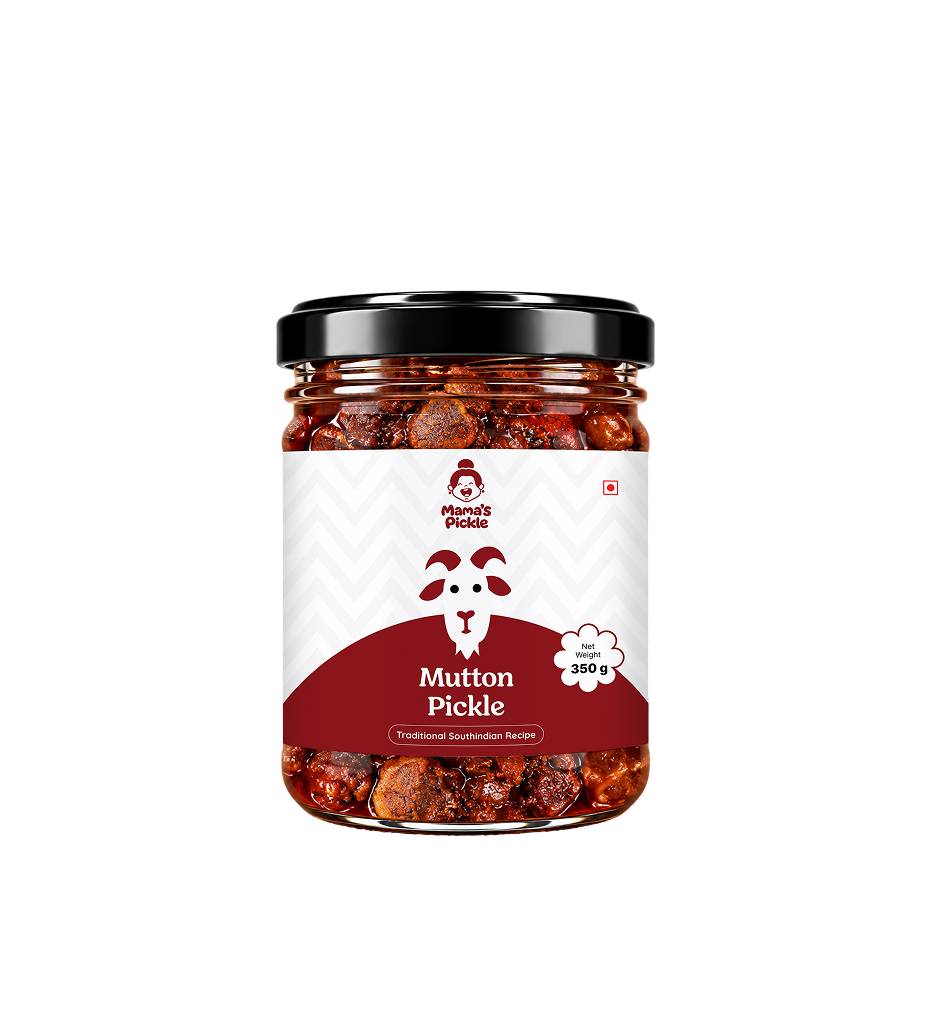 Mama's
Pickle
Mutton
Pickle
Traditional Southindian Recipe
Net
Weight
350 g